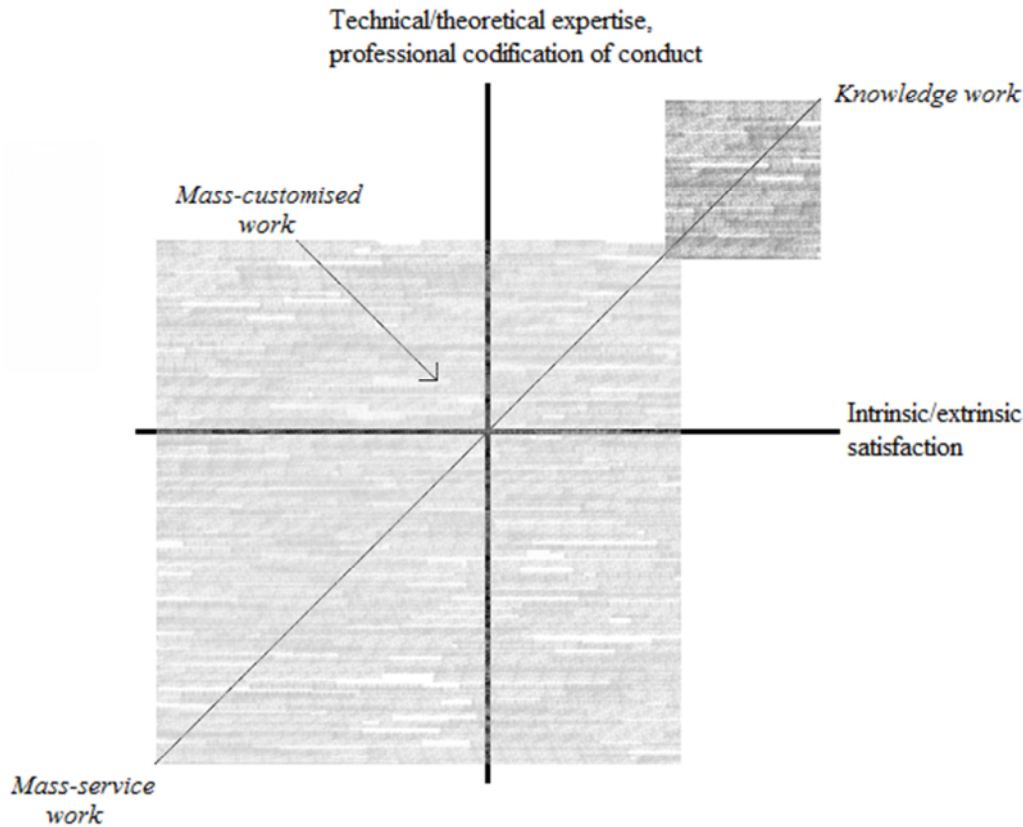 Technical/theoretical expertise,
professional codification of conduct
Knowledge work
Mass-customised
work
Intrinsic/extrinsic
satisfaction
Mass-service
work